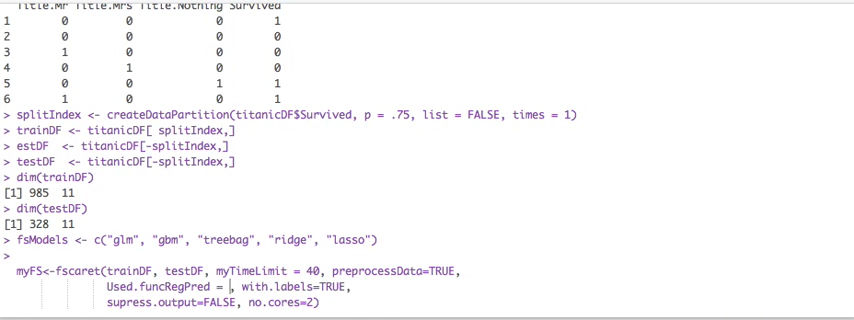 Title.Mr Title.Mrs Title.Nothing Survived
1 0 0 0 1
2 0 0 0 0
3 1 0 0 0
4 0 1 0 0
5 0 0 1 1
6 1 0 0 1
> splitIndex <- createDataPartition(titanicDF$Survived, p = .75, list = FALSE, times = 1)
> trainDF <- titanicDF[ splitIndex,]
> estDF <- titanicDF[-splitIndex,]
> testDF <- titanicDF[-splitIndex,]
> dim(trainDF)
[1] 985 11
> dim(testDF)
[1] 328 11
> fsModels <- c("glm", "gbm", "treebag", "ridge", "lasso")
>
myFS<-fscaret(trainDF, testDF, myTimeLimit = 40, preprocessData=TRUE,
Used.funcRegPred = , with.labels=TRUE,
supress.output=FALSE, no.cores=2)